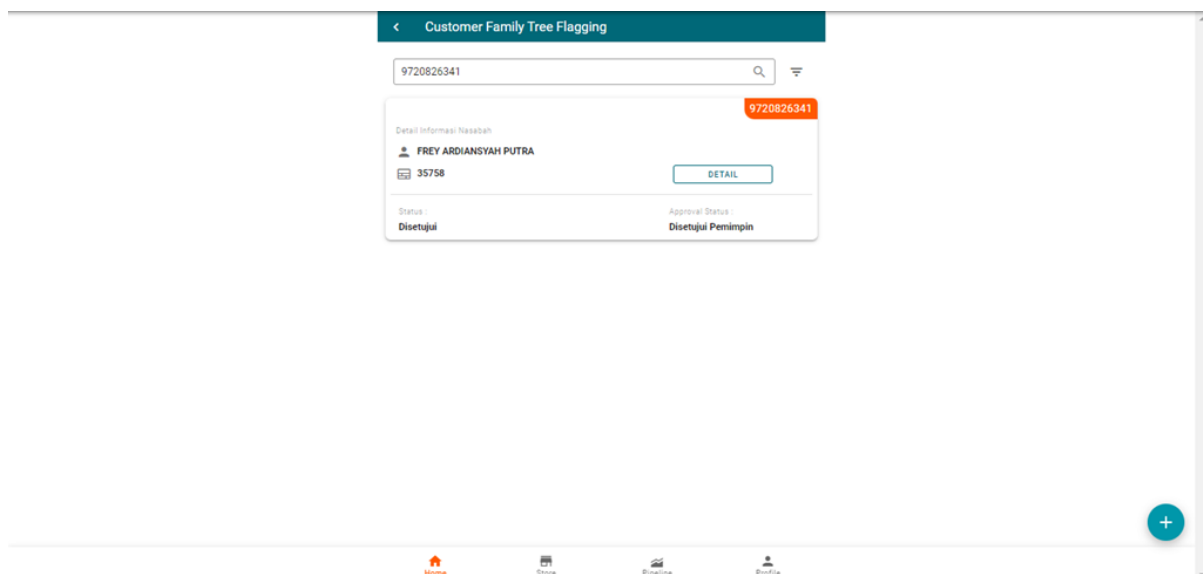 Customer Family Tree Flagging
9720826341
9720826341
Detail Informasi Nasabah
FREY ARDIANSYAH PUTRA
35758
DETAIL
Status :
Approval Status :
Disetujui
Disetujui Pemimpin
Home
Store
Pipeline
Profile